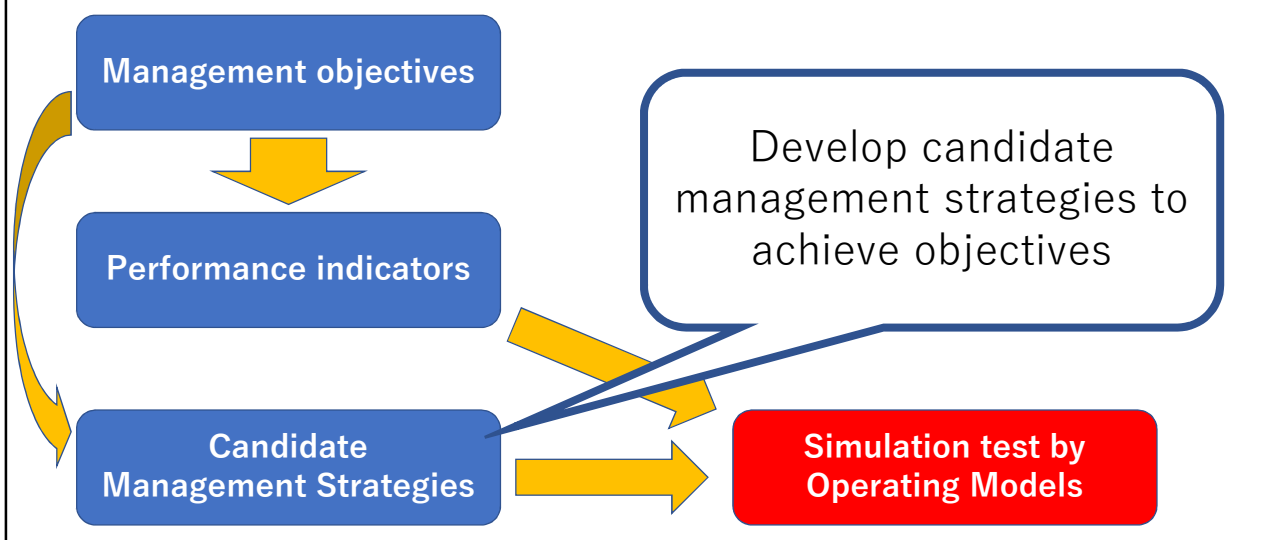 Management objectives
Develop candidate
management strategies to
achieve objectives
Performance indicators
Candidate
Management Strategies
Simulation test by
Operating Models